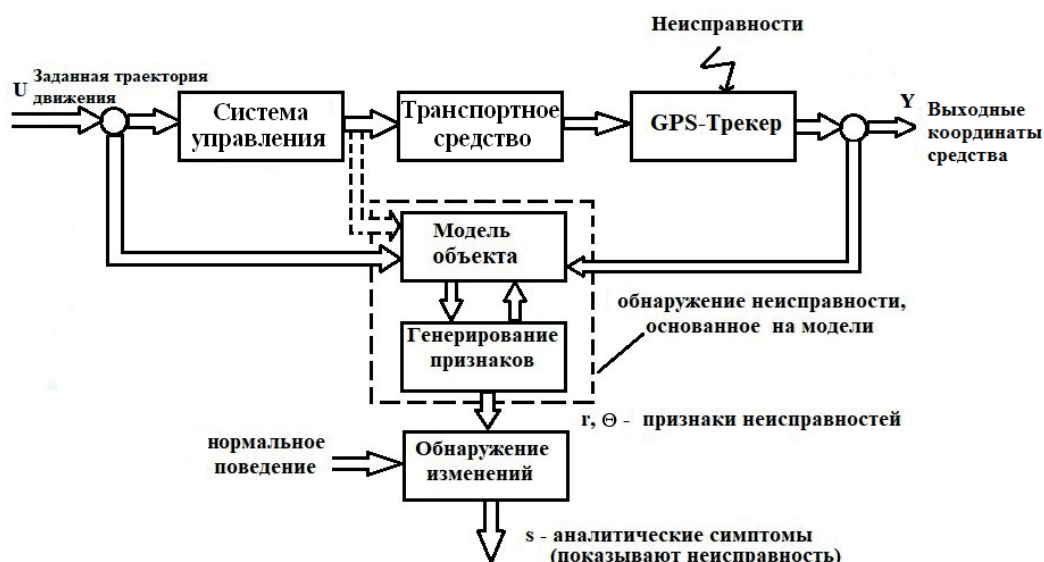 Неисправности
U Заданная траектория
движения
Система
управления
Транспортное
средство
GPS-Трекер
Y Выходные
координаты
средства
Модель
объекта
обнаружение неисправности,
основанное на модели
Генерирование
признаков
r, Θ - признаки неисправностей
нормальное
поведение
Обнаружение
изменений
s - аналитические симптомы
(показывают неисправность)